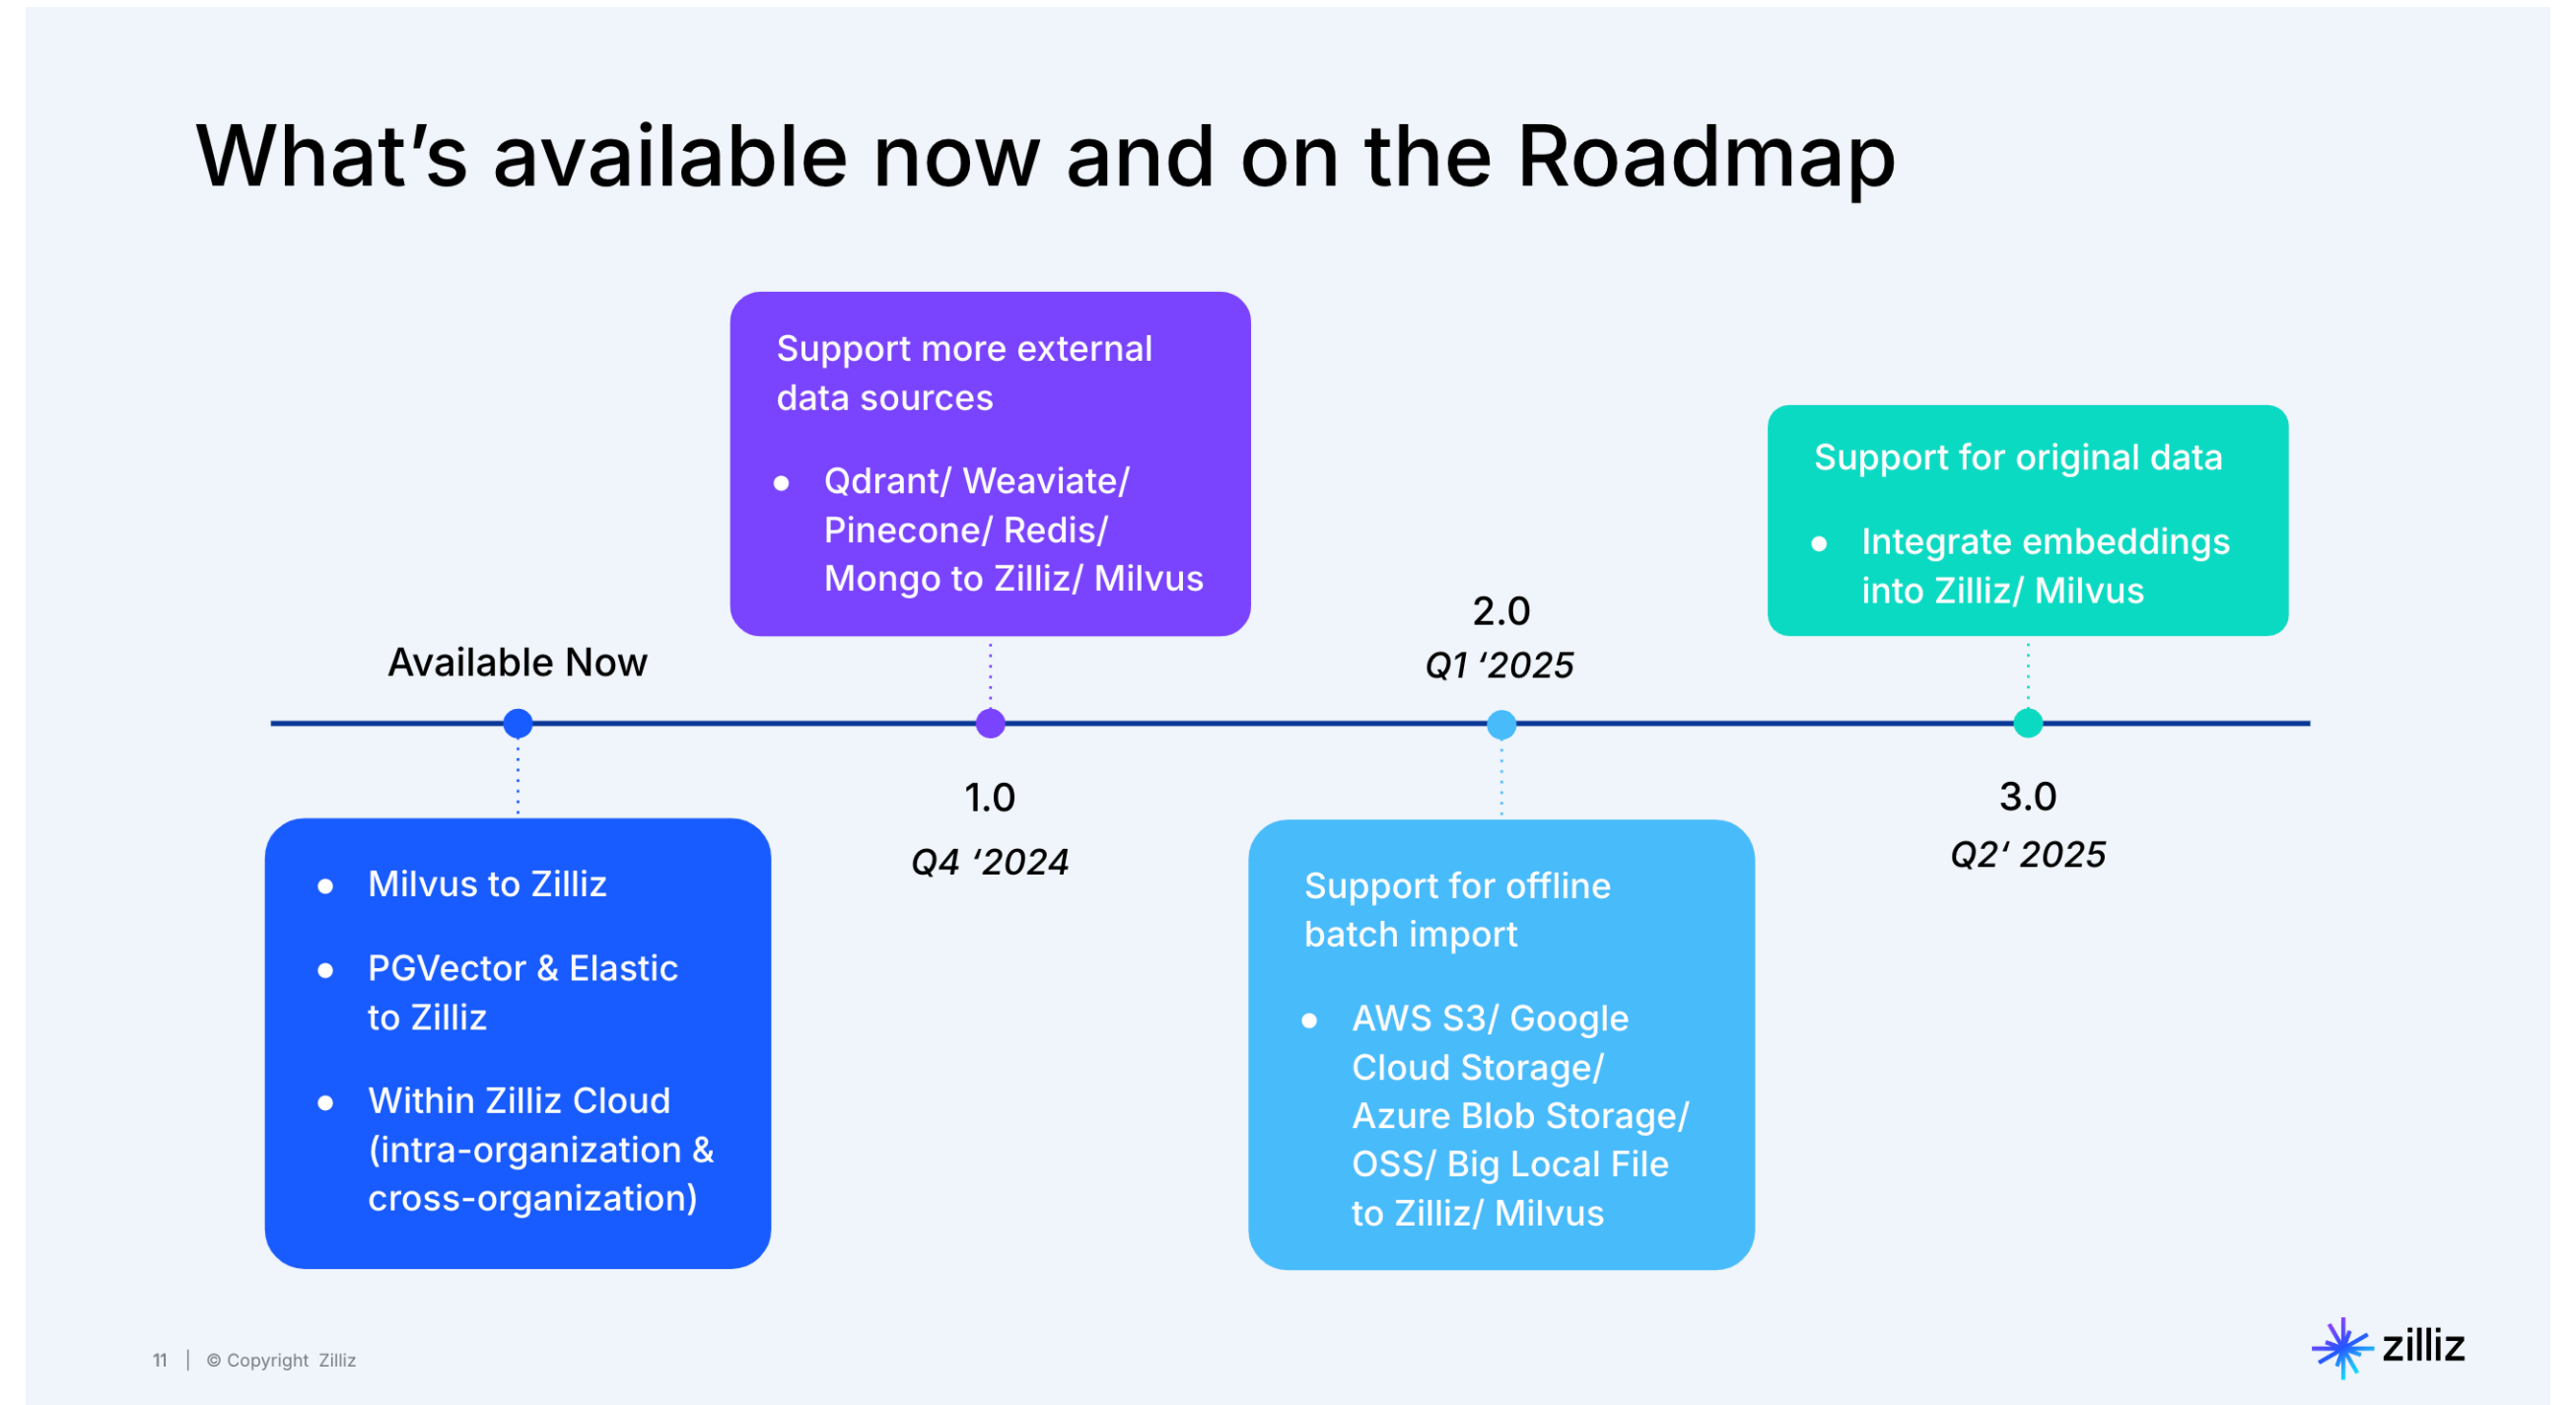 What’s available now and on the Roadmap
Available Now
● Milvus to Zilliz
● PGVector & Elastic
to Zilliz
● Within Zilliz Cloud
(intra-organization &
cross-organization)
Support more external
data sources
● Qdrant/ Weaviate/
Pinecone/ Redis/
Mongo to Zilliz/ Milvus
1.0
Q4 ‘2024
2.0
Q1 ‘2025
Support for offline
batch import
● AWS S3/ Google
Cloud Storage/
Azure Blob Storage/
OSS/ Big Local File
to Zilliz/ Milvus
Support for original data
● Integrate embeddings
into Zilliz/ Milvus
3.0
Q2‘ 2025
11 | © Copyright Zilliz
zilliz